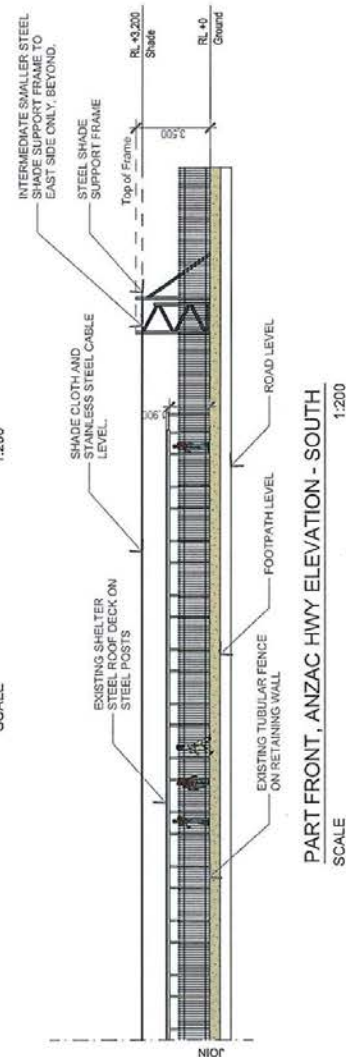 SCALE
1:200
INTERMEDIATE SMALLER STEEL
SHADE SUPPORT FRAME TO
EAST SIDE ONLY, BEYOND.
STEEL SHADE
SUPPORT FRAME
Top of Frame
RL +3,200
Shade
RL +0
Ground
3,500
SHADE CLOTH AND
STAINLESS STEEL CABLE
LEVEL.
EXISTING SHELTER
STEEL ROOF DECK ON
STEEL POSTS
JOIN
EXISTING TUBULAR FENCE
ON RETAINING WALL
FOOTPATH LEVEL
ROAD LEVEL
PART FRONT, ANZAC HWY ELEVATION - SOUTH
SCALE
1:200